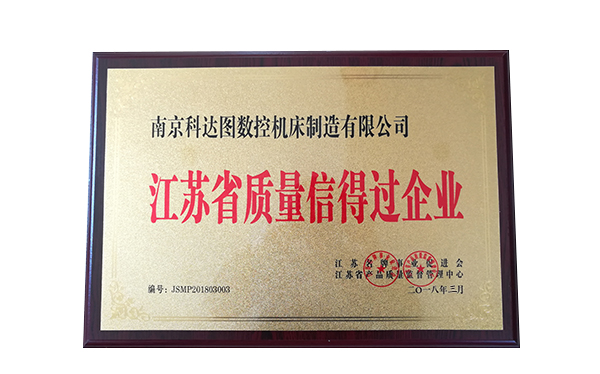 南京科达图数控机床制造有限公司
江苏省质量信得过企业
江苏名牌事业促进会
江苏省产品质量监督管理中心
编号：JSMP201803003
二〇一八年三月